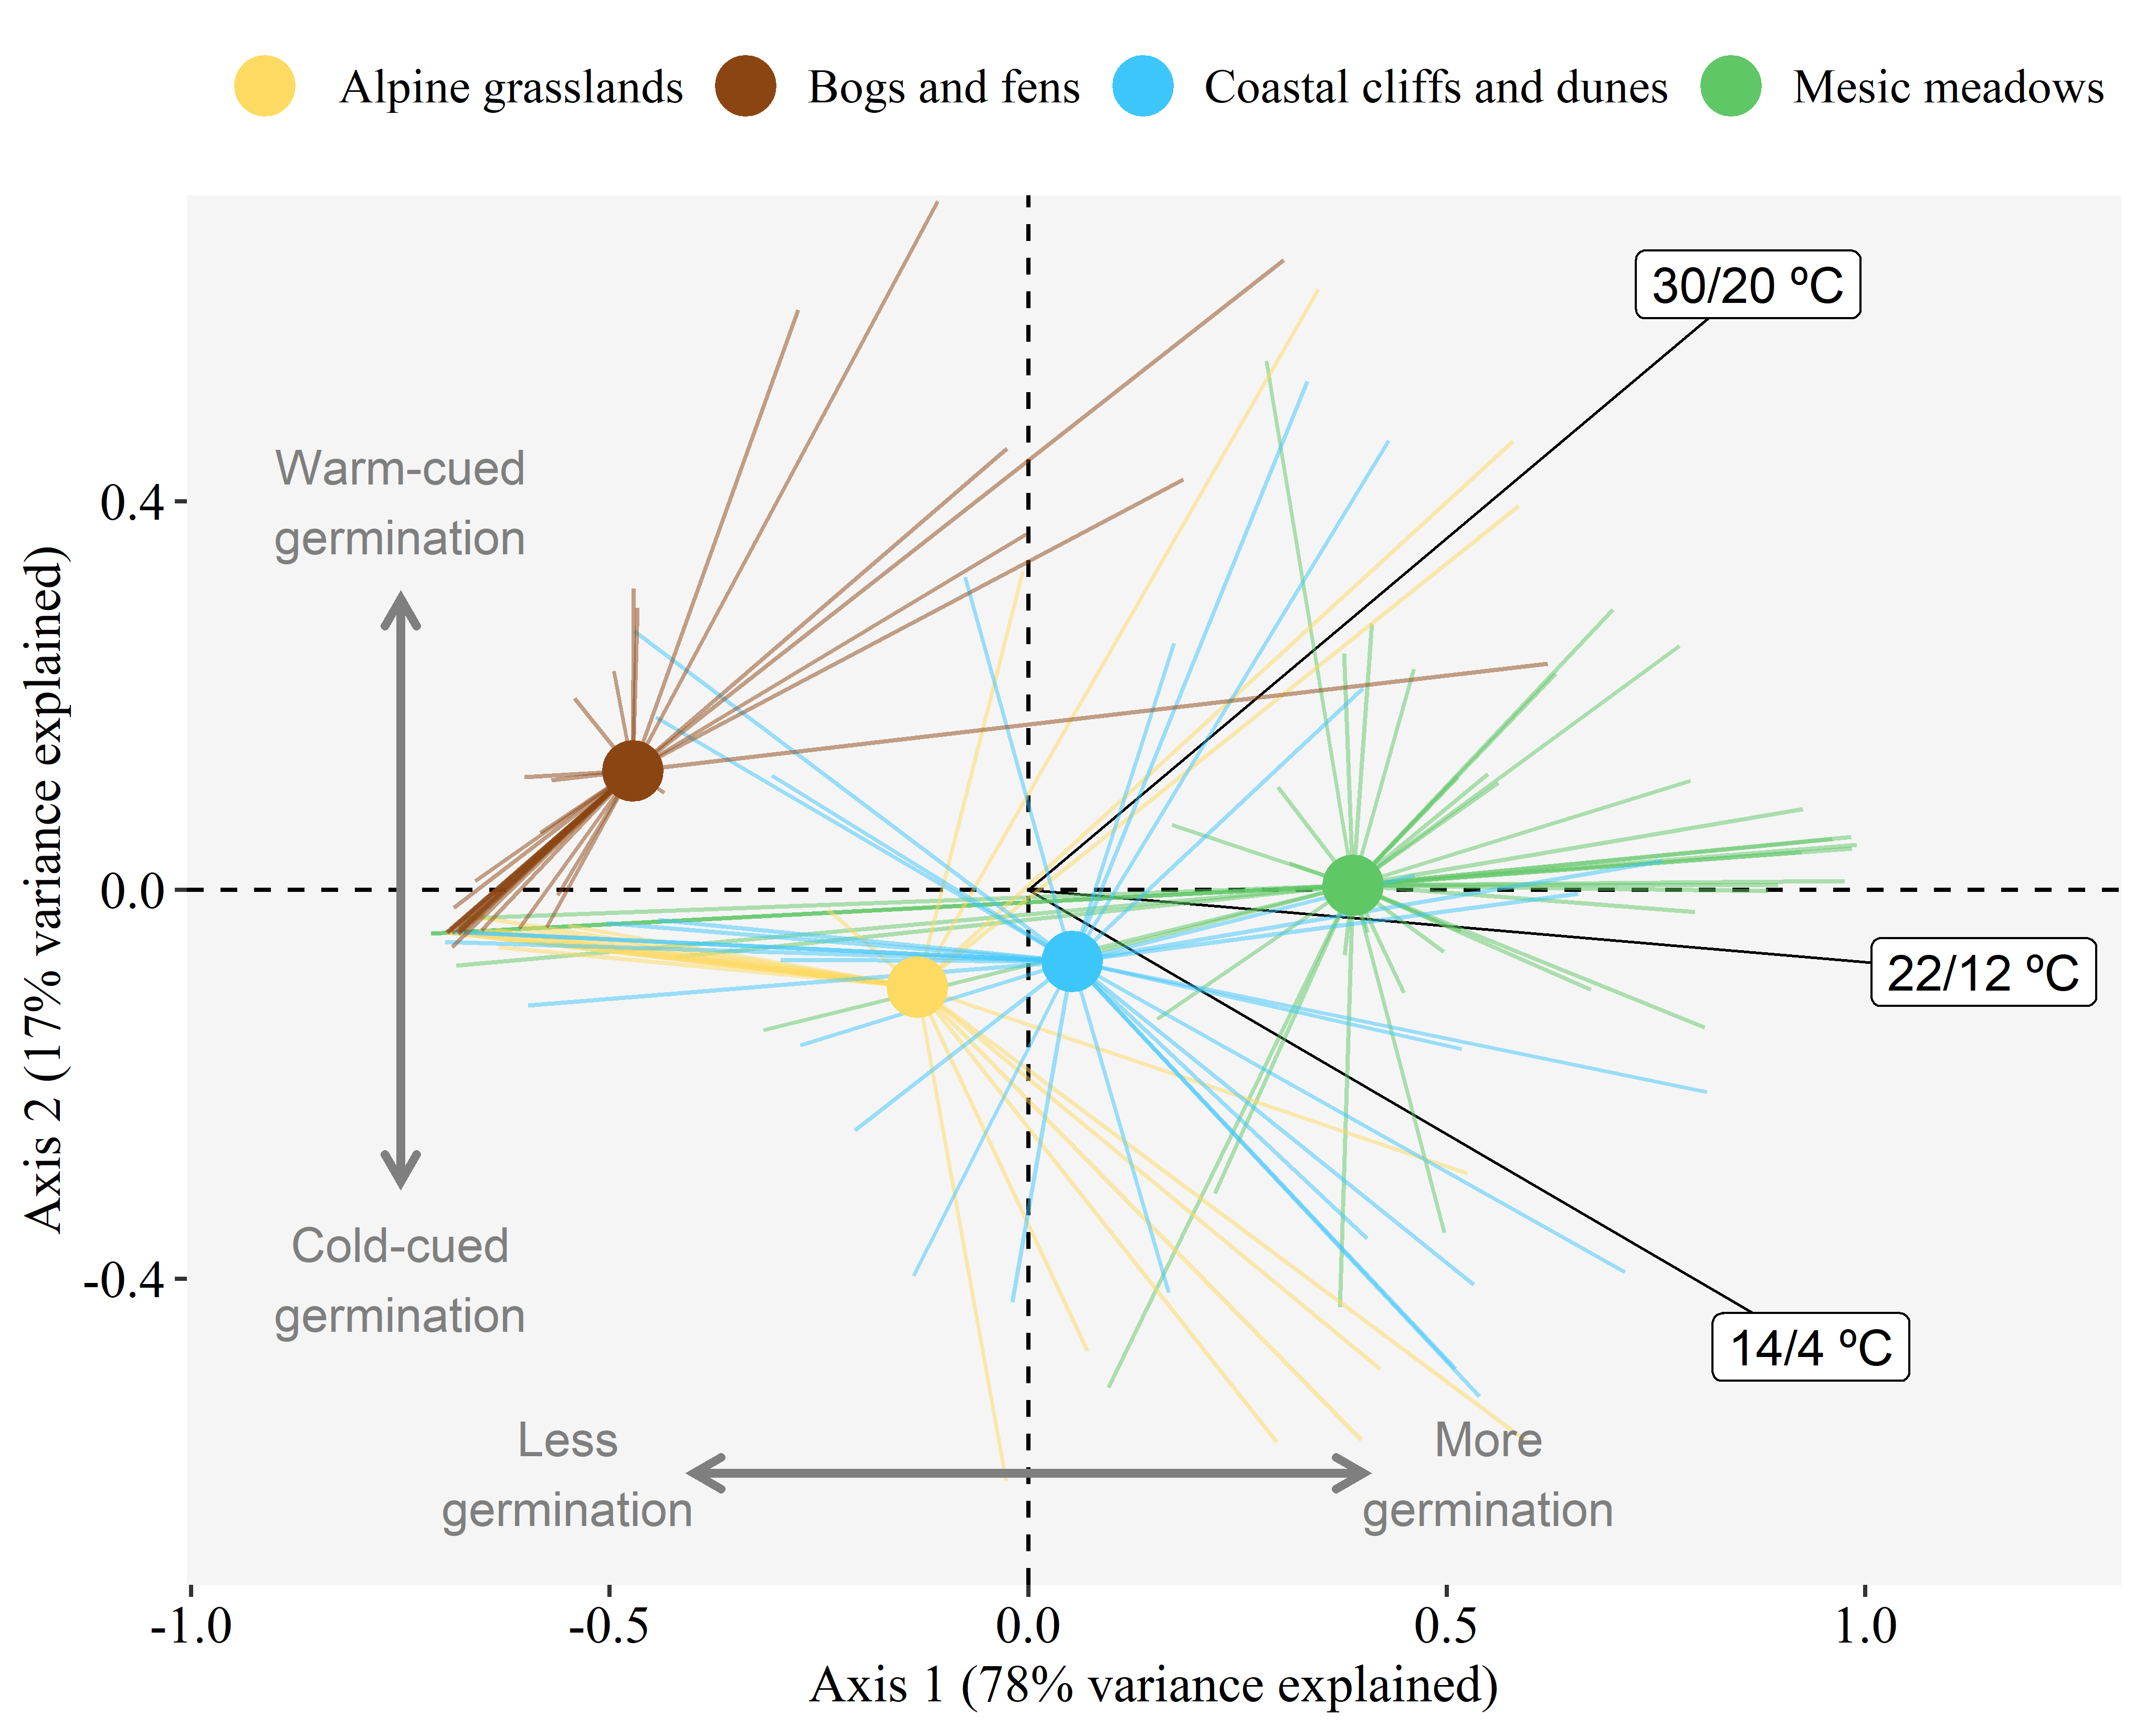 Alpine grasslands Bogs and fens Coastal cliffs and dunes Mesic meadows
30/20 ºC
Warm-cued
germination
0.4
0.0
22/12 ºC
Axis 2 (17% variance explained)
Cold-cued
germination
-0.4
14/4 ºC
Less
germination
More
germination
-1.0 -0.5 0.0 0.5 1.0
Axis 1 (78% variance explained)